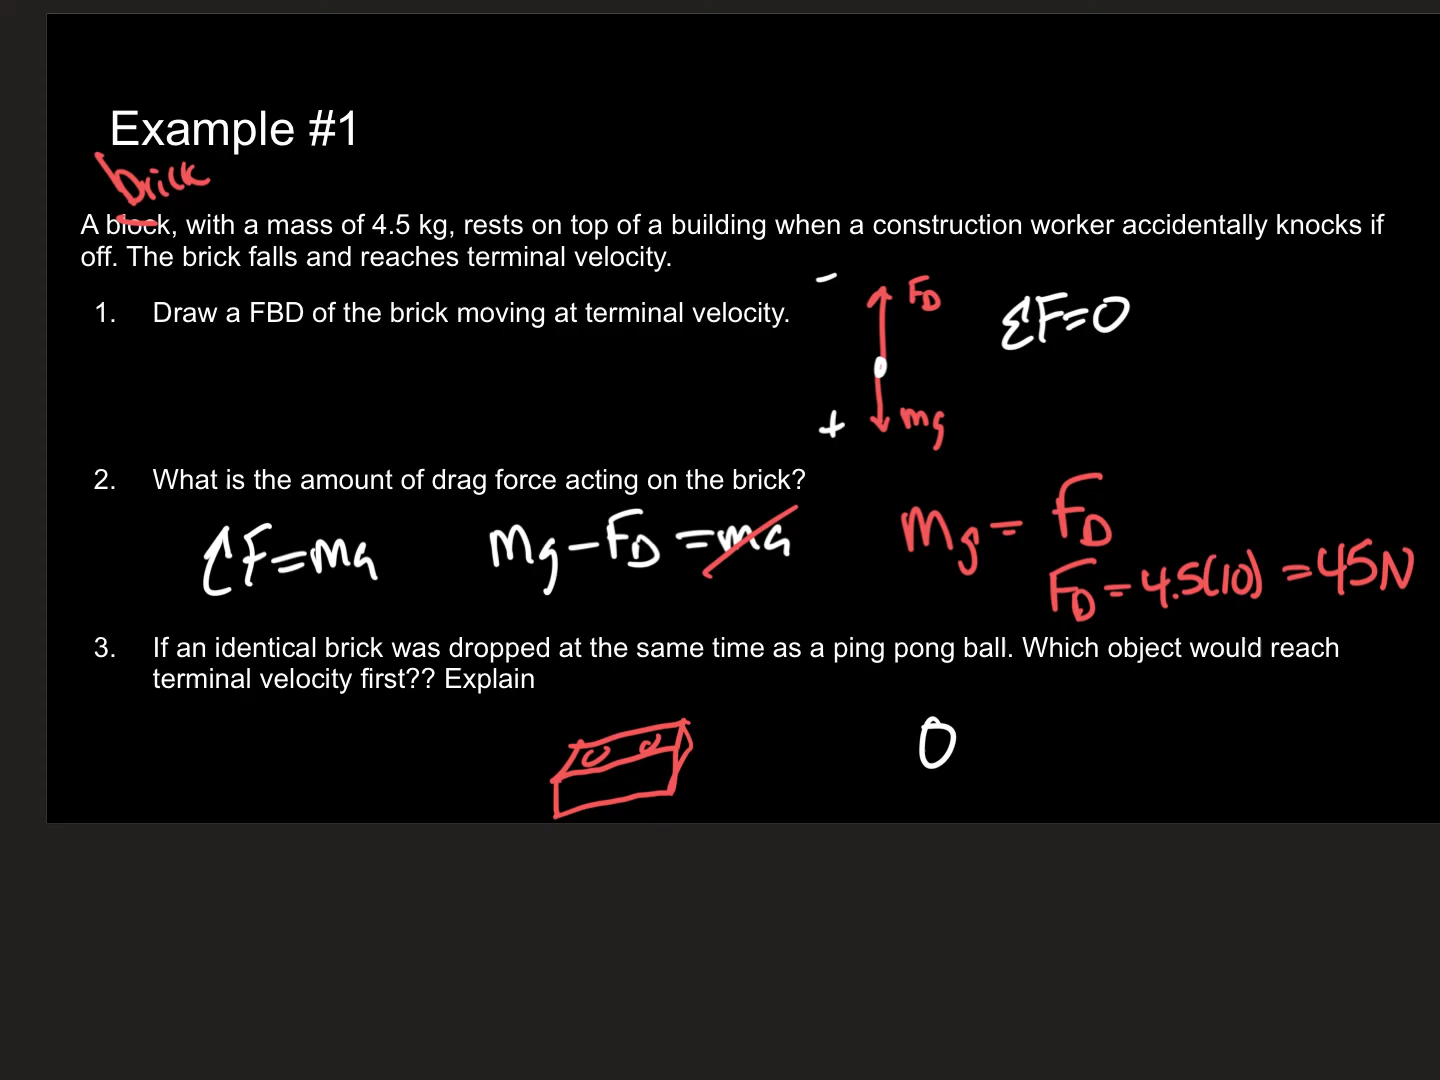 Example #1
brick
A block, with a mass of 4.5 kg, rests on top of a building when a construction worker accidentally knocks if
off. The brick falls and reaches terminal velocity.
1. Draw a FBD of the brick moving at terminal velocity.
- FD ΣF=0
+ mg
2. What is the amount of drag force acting on the brick?
ΣF=ma mg-FD=ma mg=FD
FD=4.5(10)=45N
3. If an identical brick was dropped at the same time as a ping pong ball. Which object would reach
terminal velocity first?? Explain